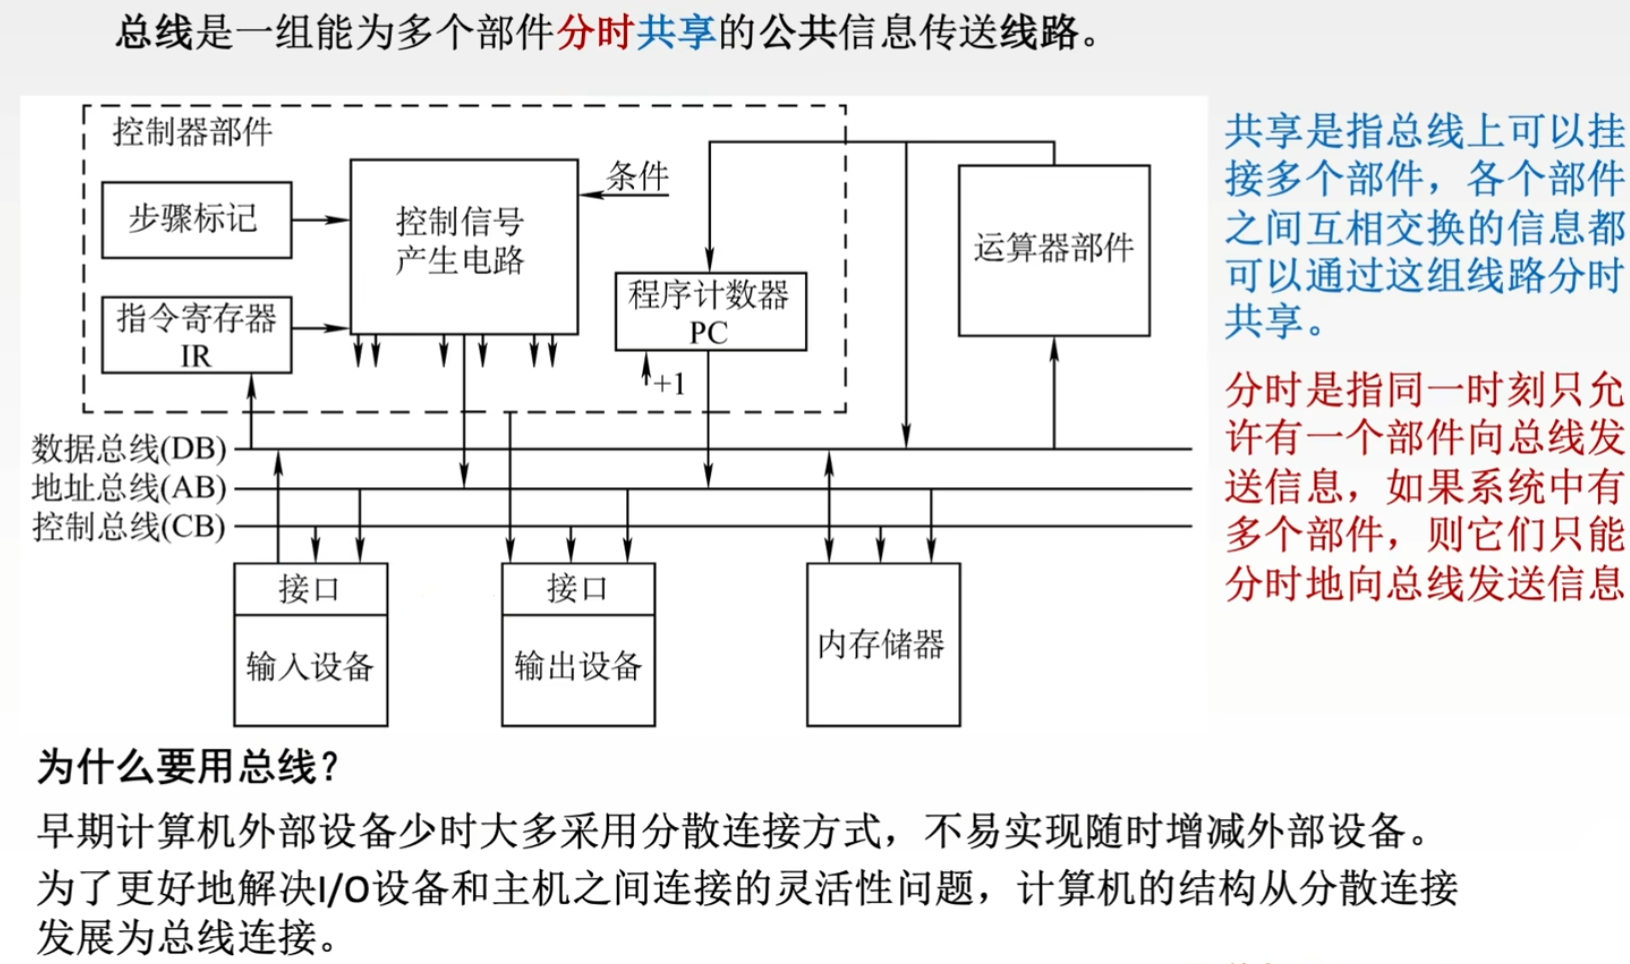 总线是一组能为多个部件分时共享的公共信息传送线路。
控制器部件
步骤标记
控制信号
产生电路
条件
指令寄存器
IR
程序计数器
PC
+1
运算器部件
数据总线(DB)
地址总线(AB)
控制总线(CB)
接口
输入设备
接口
输出设备
内存储器
共享是指总线上可以挂
接多个部件，各个部件
之间互相交换的信息都
可以通过这组线路分时
共享。
分时是指同一时刻只允
许有一个部件向总线发
送信息，如果系统中有
多个部件，则它们只能
分时地向总线发送信息
为什么要用总线？
早期计算机外部设备少时大多采用分散连接方式，不易实现随时增减外部设备。
为了更好地解决I/O设备和主机之间连接的灵活性问题，计算机的结构从分散连接
发展为总线连接。